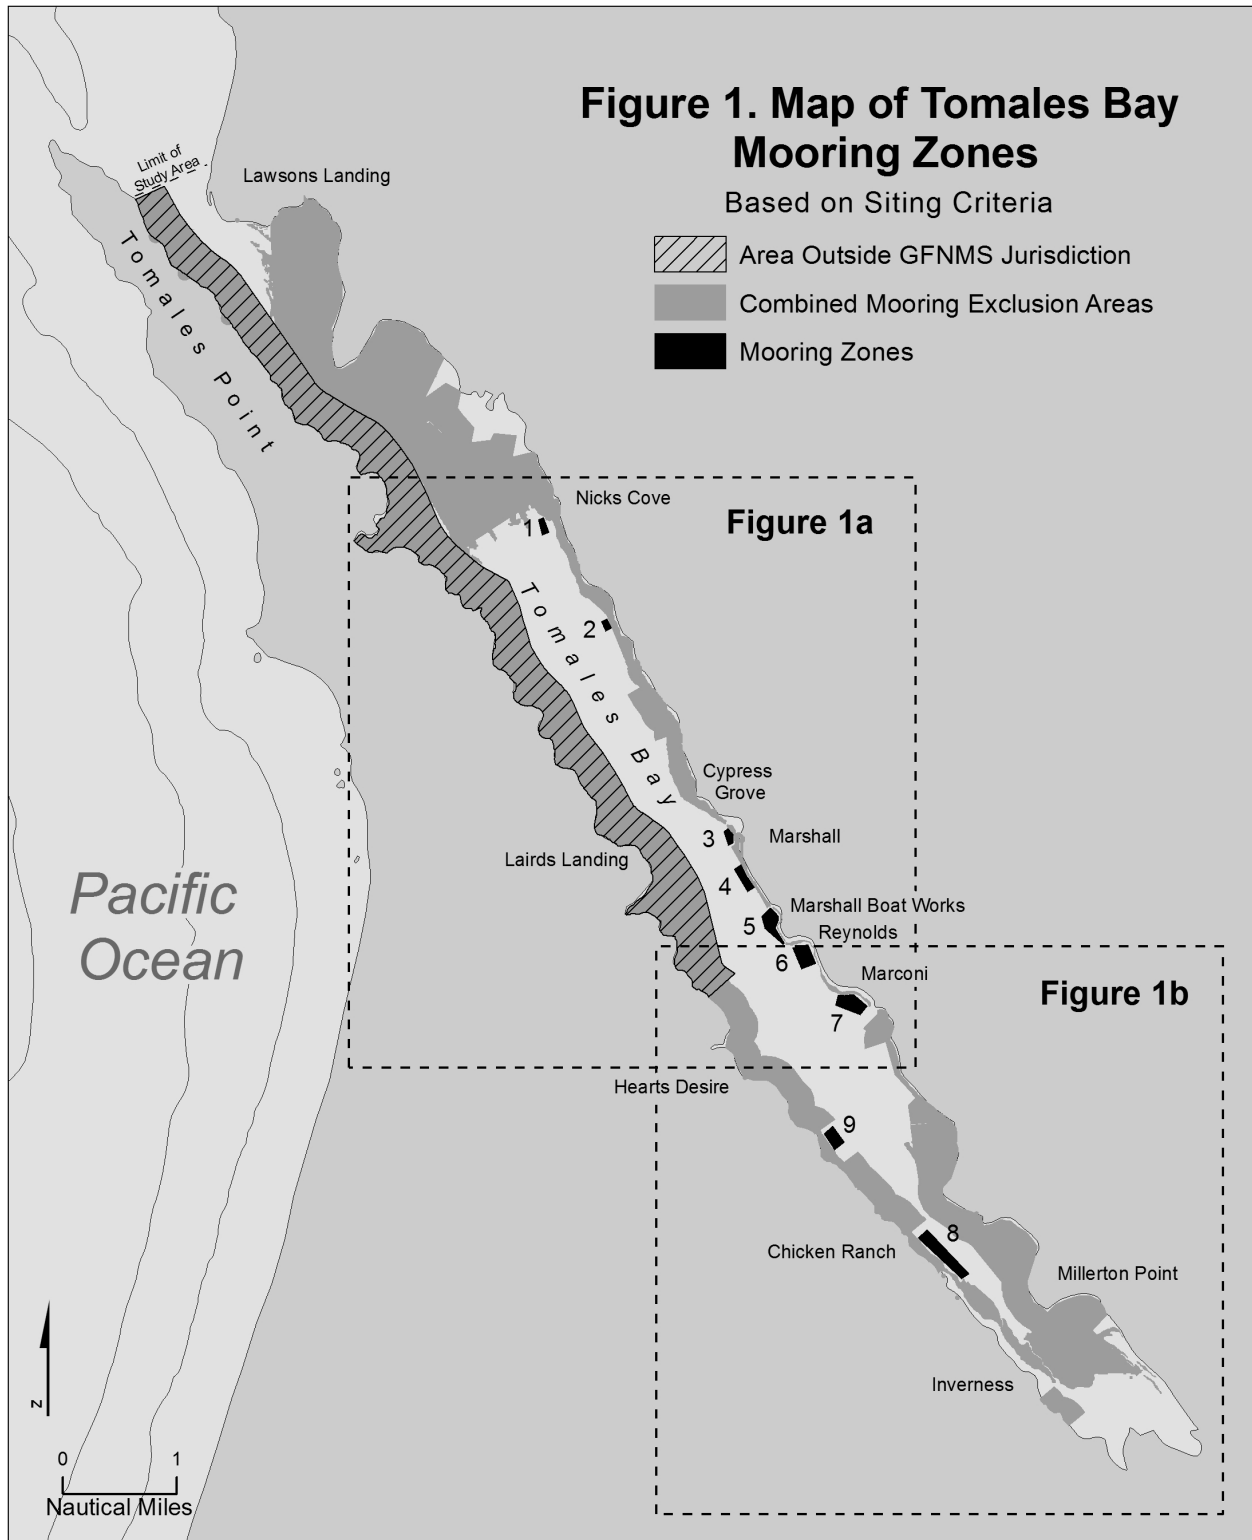 Figure 1. Map of Tomales Bay
Mooring Zones
Based on Siting Criteria
Area Outside GFNMS Jurisdiction
Combined Mooring Exclusion Areas
Mooring Zones
Limit of
Study Area
Lawsons Landing
Tomales Point
Nicks Cove
Figure 1a
1
Tomales Bay
2
Cypress
Grove
3
Marshall
Lairds Landing
4
Marshall Boat Works
5
Reynolds
Pacific
Ocean
6
Marconi
Figure 1b
7
Hearts Desire
9
8
Chicken Ranch
Millerton Point
Inverness
N
0 1
Nautical Miles